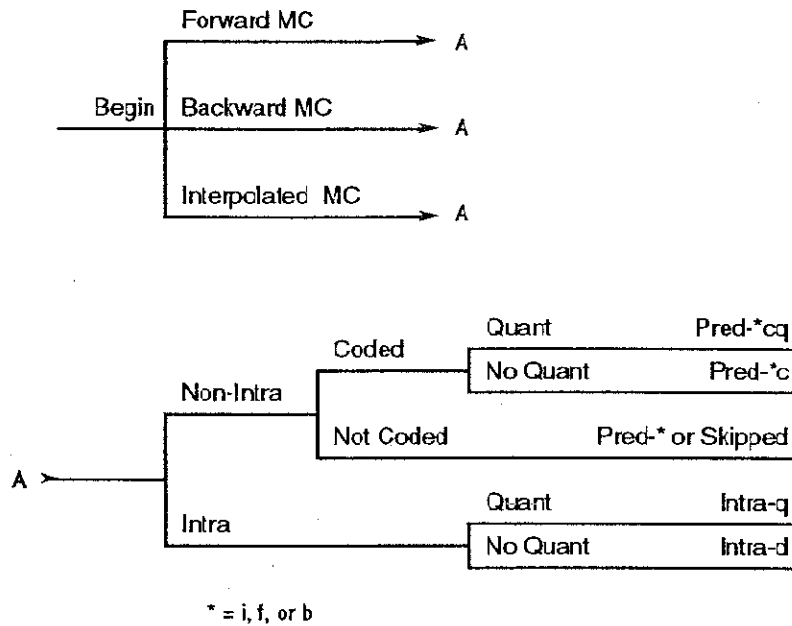 Forward MC
A
Begin
Backward MC
A
Interpolated MC
A
Quant
Pred-*cq
Coded
No Quant
Pred-*c
Non-Intra
Not Coded
Pred-* or Skipped
A
Quant
Intra-q
Intra
No Quant
Intra-d
* = i, f, or b